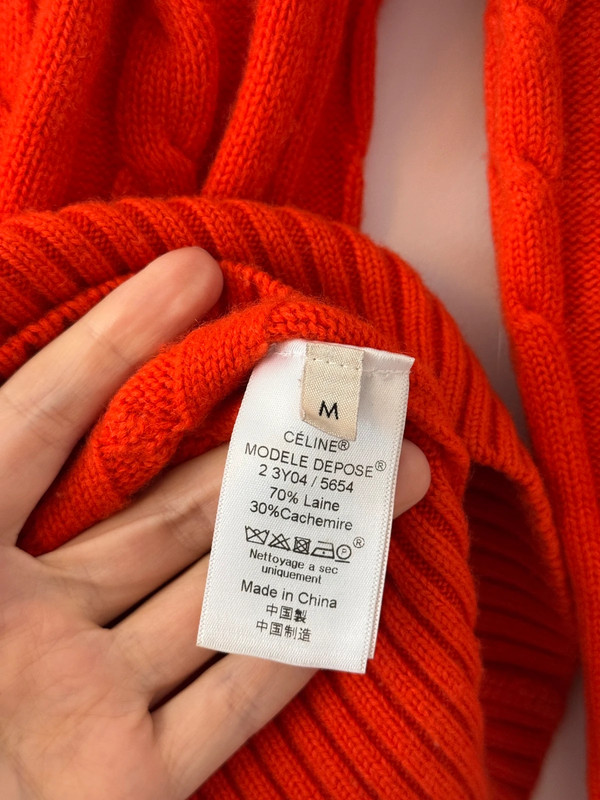 M
CÉLINE®
MODELE DEPOSE®
2 3Y04 / 5654
70% Laine
30%Cachemire
P ®
Nettoyage a sec
uniquement
Made in China
中国製
中国制造